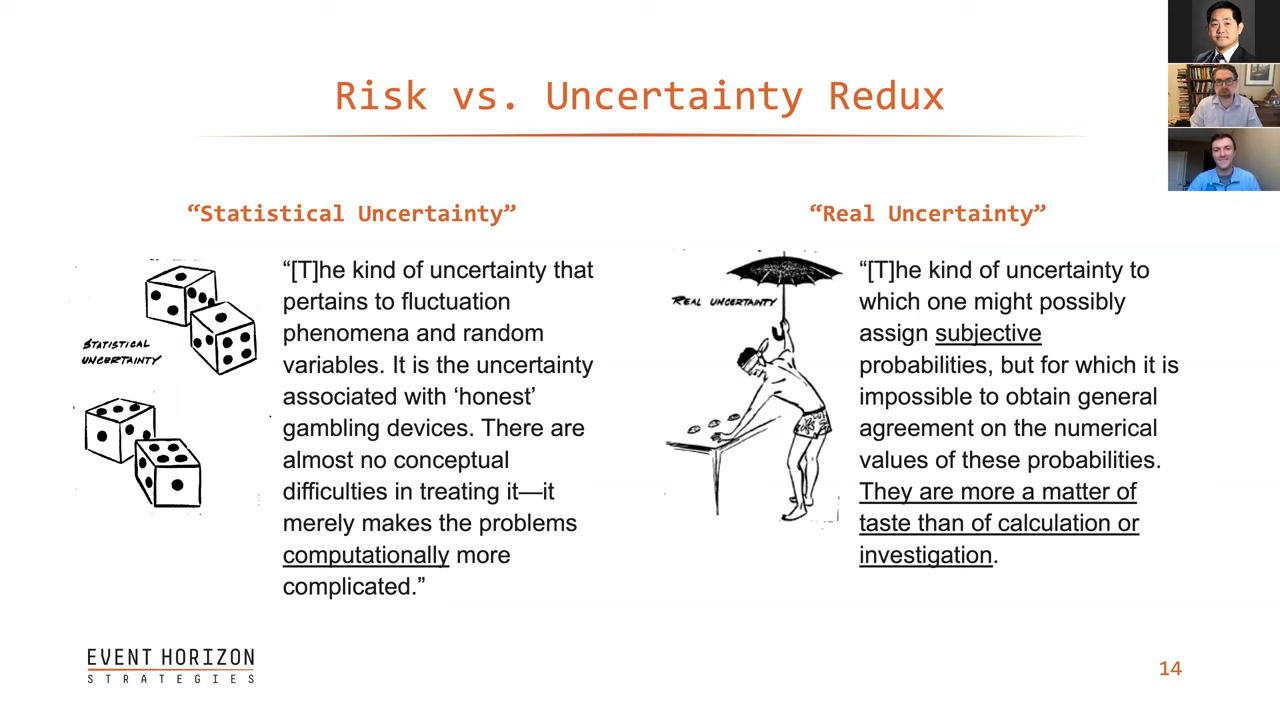 Risk vs. Uncertainty Redux
“Statistical Uncertainty”
STATISTICAL
UNCERTAINTY
“[T]he kind of uncertainty that
pertains to fluctuation
phenomena and random
variables. It is the uncertainty
associated with ‘honest’
gambling devices. There are
almost no conceptual
difficulties in treating it—it
merely makes the problems
computationally more
complicated.”
“Real Uncertainty”
REAL UNCERTAINTY
“[T]he kind of uncertainty to
which one might possibly
assign subjective
probabilities, but for which it is
impossible to obtain general
agreement on the numerical
values of these probabilities.
They are more a matter of
taste than of calculation or
investigation.
EVENT HORIZON
STRATEGIES
14